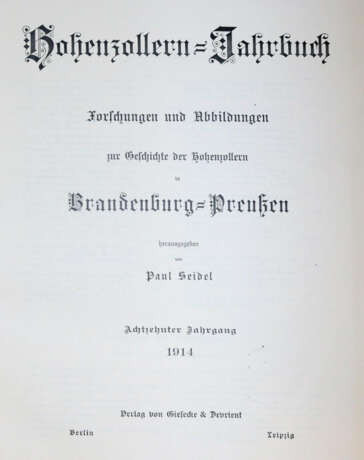 Hohenzollern=Jahrbuch
Forschungen und Abbildungen
zur Geschichte der Hohenzollern
in
Brandenburg=Preußen
herausgegeben
von
Paul Seidel
Achtzehnter Jahrgang
1914
Verlag von Giesecke & Devrient
Berlin Leipzig